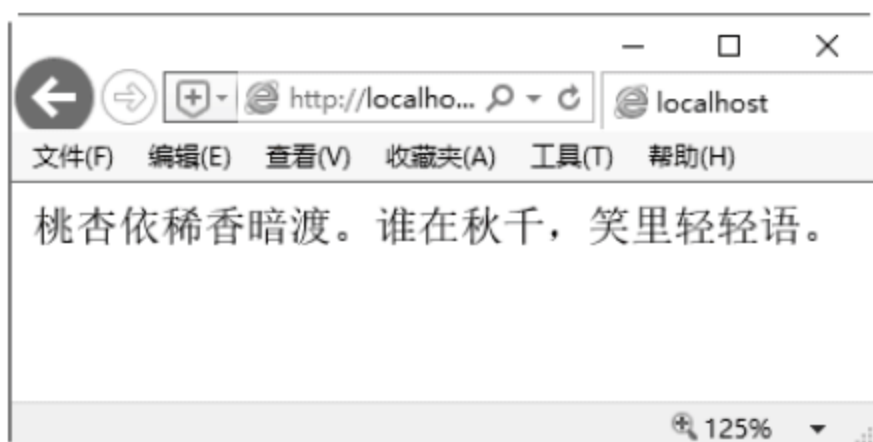 http://localho...
localhost
文件(F) 编辑(E) 查看(V) 收藏夹(A) 工具(T) 帮助(H)
桃杏依稀香暗渡。谁在秋千，笑里轻轻语。
125%